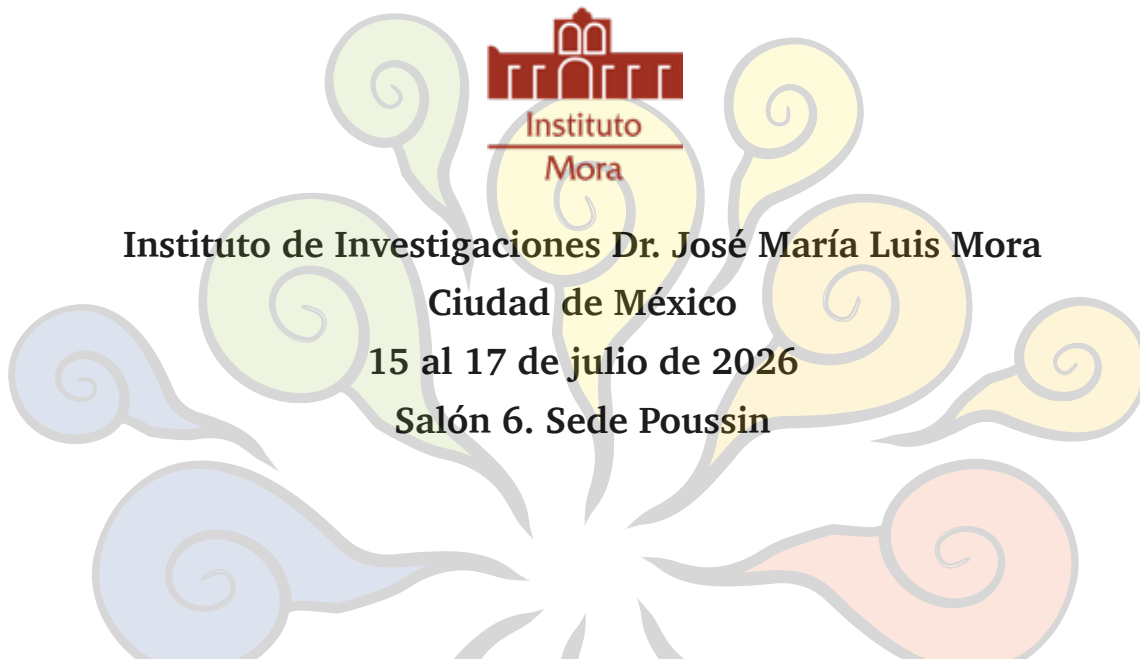 Instituto
Mora
Instituto de Investigaciones Dr. José María Luis Mora
Ciudad de México
15 al 17 de julio de 2026
Salón 6. Sede Poussin